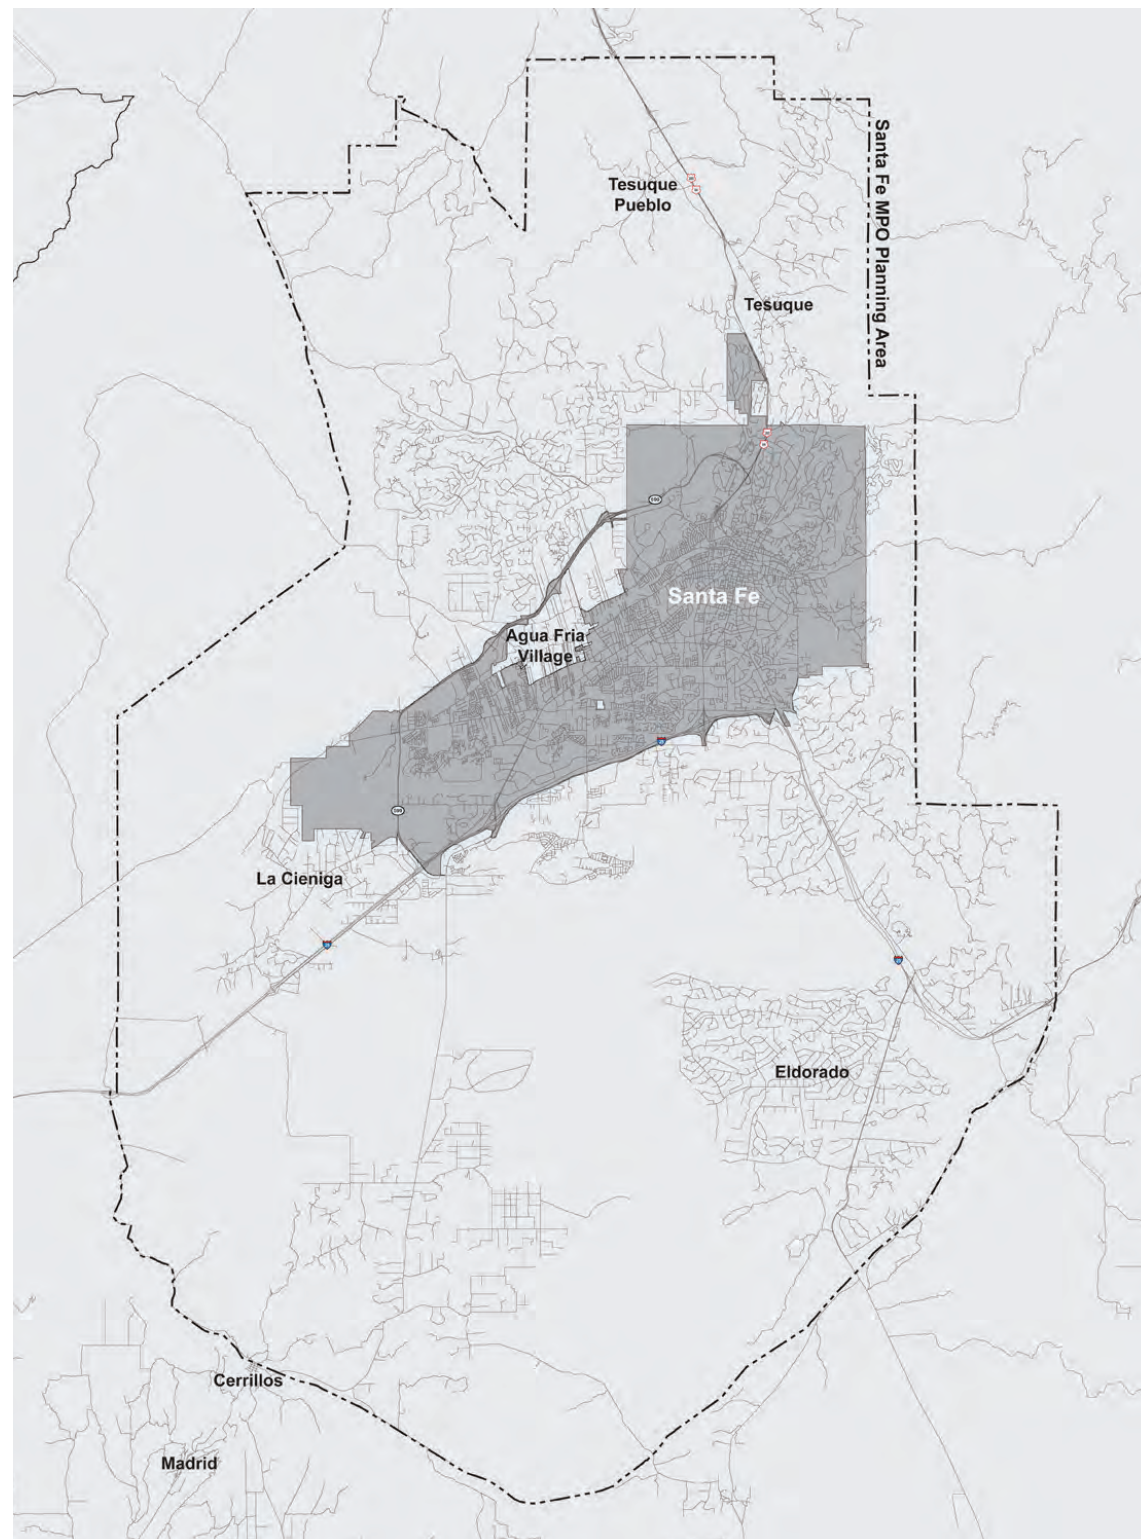 Santa Fe MPO Planning Area
Tesuque
Pueblo
Tesuque
Santa Fe
Agua Fria
Village
La Cieniga
Eldorado
Cerrillos
Madrid